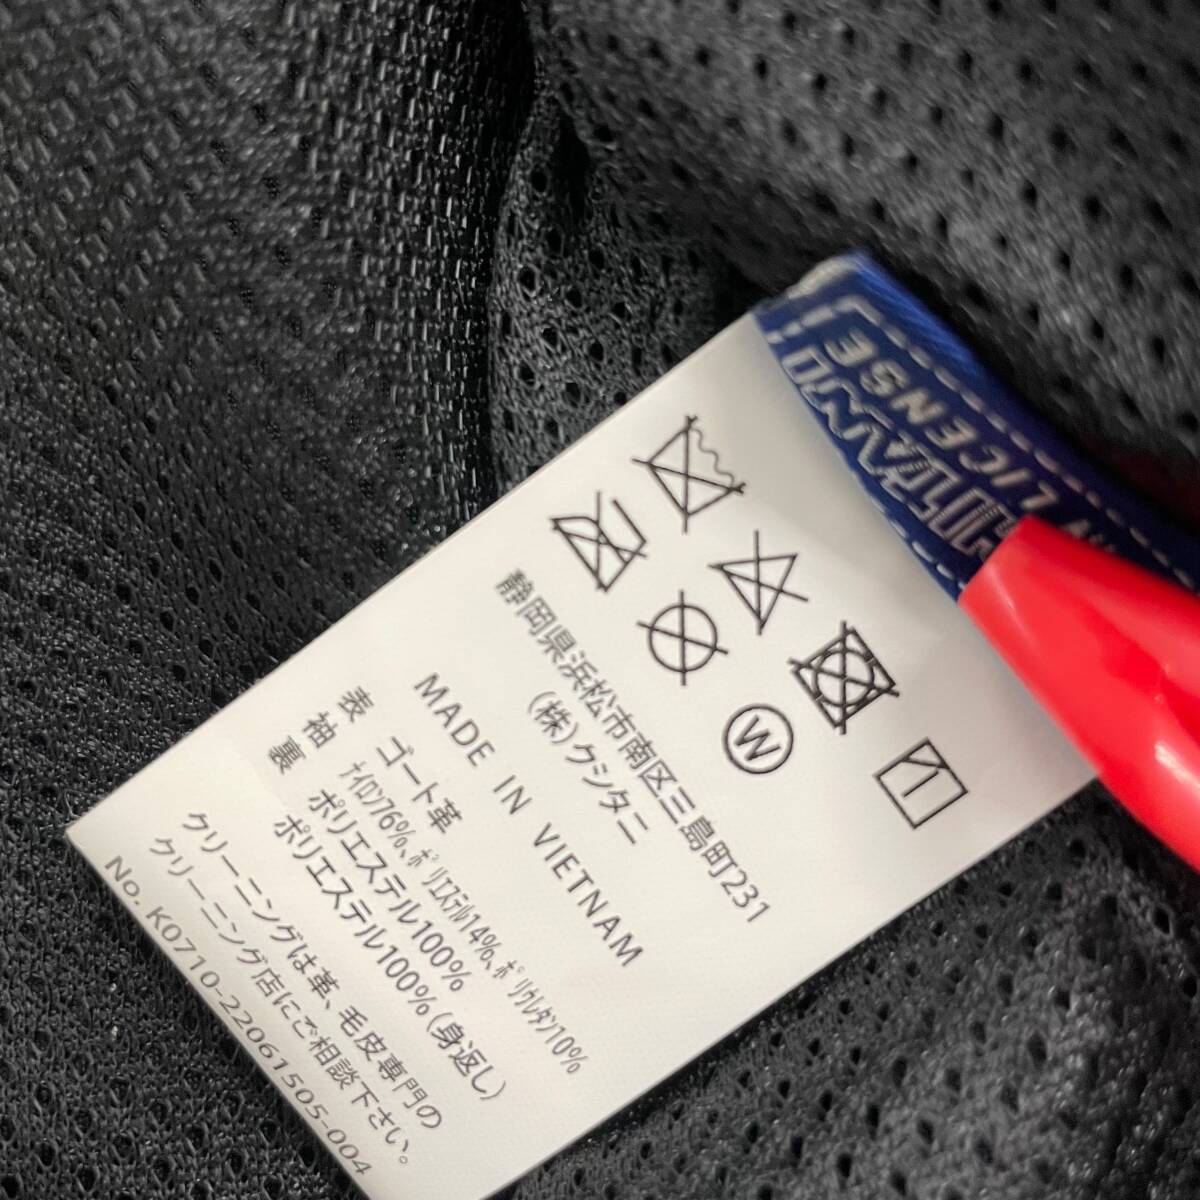 LICENSE
W
静岡県浜松市南区三島町231
(株)クシタニ
MADE IN VIETNAM
表 ゴート革
ﾅｲﾛﾝ76%、ﾎﾟﾘｴｽﾃﾙ14%、ﾎﾟﾘｳﾚﾀﾝ10%
袖 ポリエステル100%
裏 ポリエステル100%(身返し)
クリーニングは革、毛皮専門の
クリーニング店にご相談下さい。
No. K0710-22061505-004